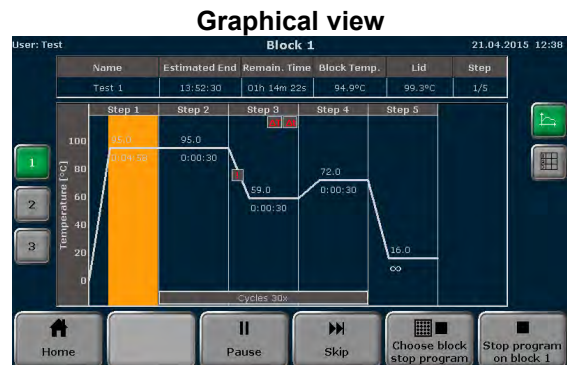 Graphical view
User: Test Block 1 21.04.2015 12:38
Name Estimated End Remain. Time Block Temp. Lid Step
Test 1 13:52:30 01h 14m 22s 94.9°C 99.3°C 1/5
Step 1 Step 2 Step 3 Step 4 Step 5
Temperature [°C]
100
80
60
40
20
0
95.0
95.0
0:00:30
59.0
0:00:30
72.0
0:00:30
16.0
∞
Cycles 30x
1
2
3
Home
Pause
Skip
Choose block
stop program
Stop program
on block 1